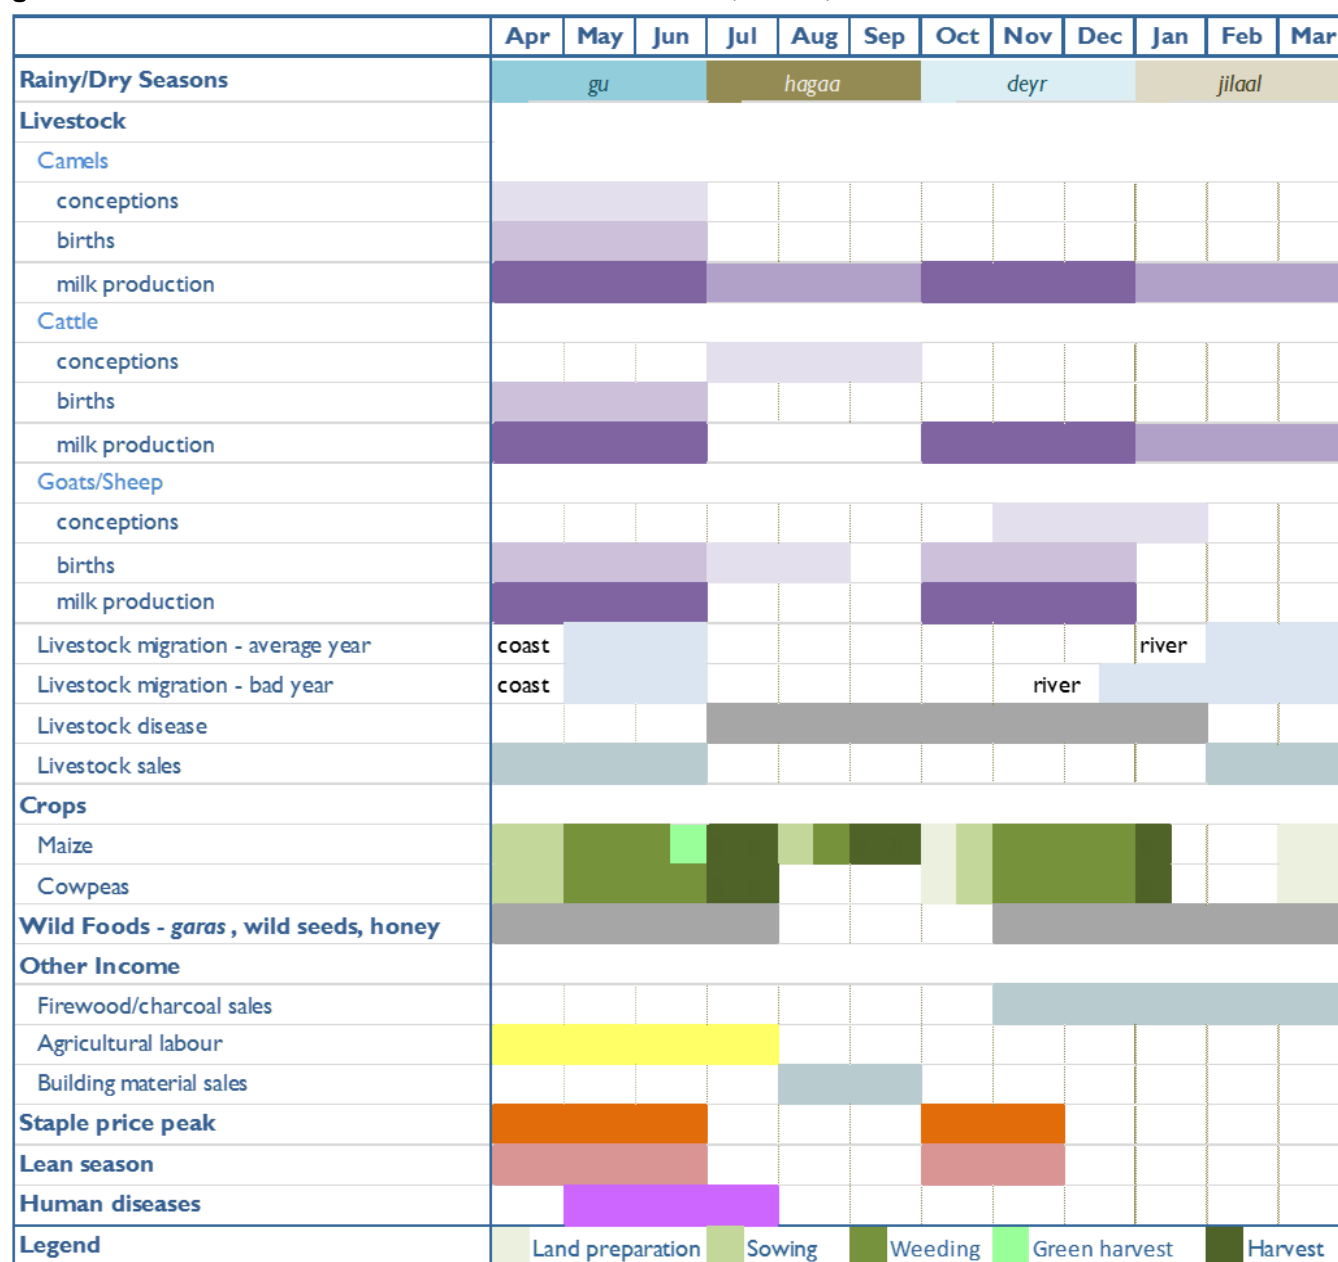 Apr May Jun Jul Aug Sep Oct Nov Dec Jan Feb Mar
Rainy/Dry Seasons gu hagaa deyr jilaal
Livestock
Camels
conceptions
births
milk production
Cattle
conceptions
births
milk production
Goats/Sheep
conceptions
births
milk production
Livestock migration - average year coast river
Livestock migration - bad year coast river
Livestock disease
Livestock sales
Crops
Maize
Cowpeas
Wild Foods - garas , wild seeds, honey
Other Income
Firewood/charcoal sales
Agricultural labour
Building material sales
Staple price peak
Lean season
Human diseases
Legend Land preparation Sowing Weeding Green harvest Harvest